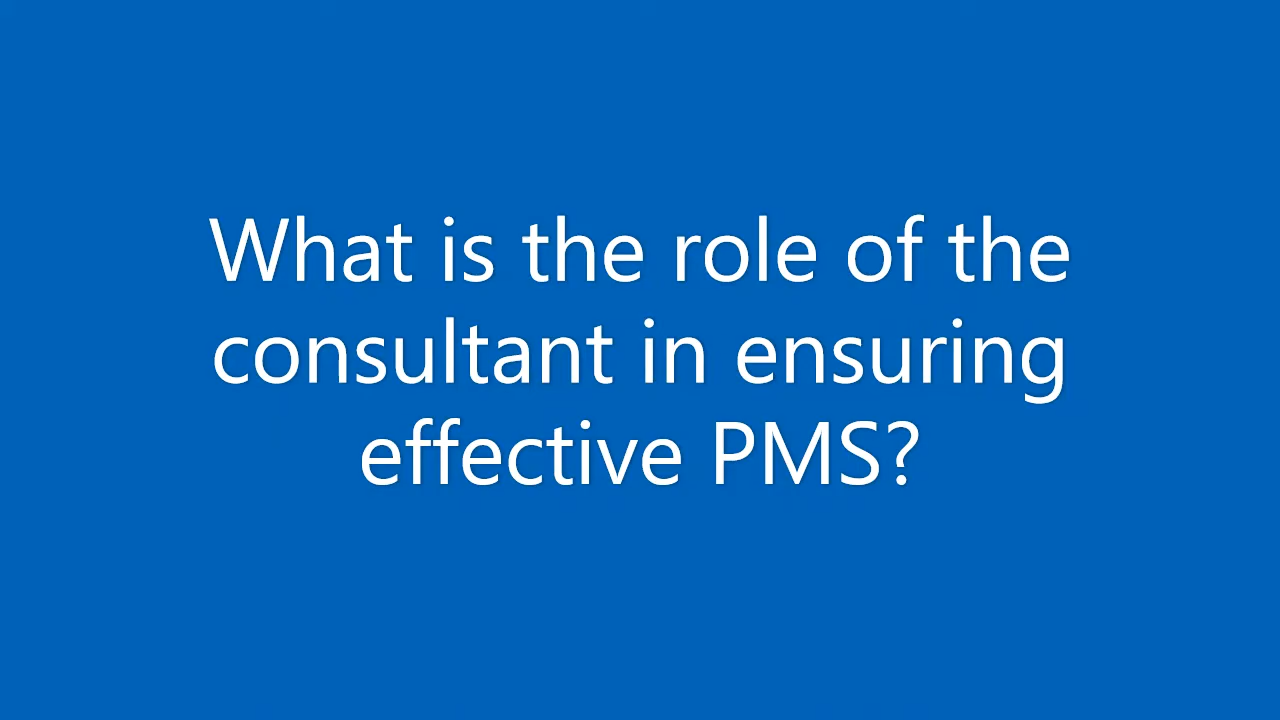 What is the role of the
consultant in ensuring
effective PMS?